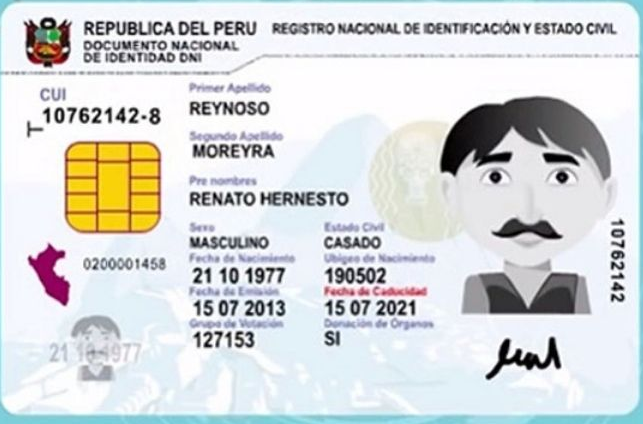 REPUBLICA DEL PERU
DOCUMENTO NACIONAL
DE IDENTIDAD DNI
REGISTRO NACIONAL DE IDENTIFICACIÓN Y ESTADO CIVIL
CUI
10762142-8
Primer Apellido
REYNOSO
Segundo Apellido
MOREYRA
Pre nombres
RENATO HERNESTO
Sexo
Estado Civil
MASCULINO
CASADO
Fecha de Nacimiento
Ubigeo de Nacimiento
0200001458
21 10 1977
190502
Fecha de Emisión
Fecha de Caducidad
15 07 2013
15 07 2021
Grupo de Votación
Donación de Órganos
127153
SI
21 10 1977
10762142